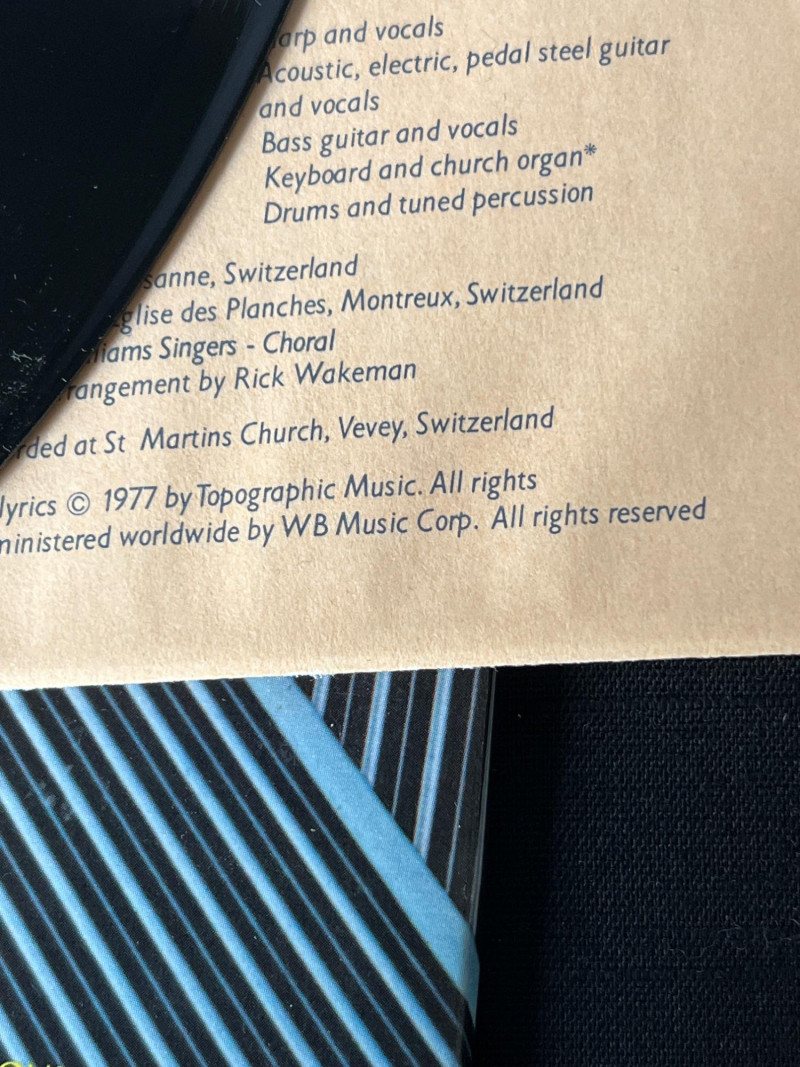 arp and vocals
Acoustic, electric, pedal steel guitar
and vocals
Bass guitar and vocals
Keyboard and church organ*
Drums and tuned percussion
sanne, Switzerland
glise des Planches, Montreux, Switzerland
iams Singers - Choral
rangement by Rick Wakeman
rded at St Martins Church, Vevey, Switzerland
lyrics © 1977 by Topographic Music. All rights
ministered worldwide by WB Music Corp. All rights reserved